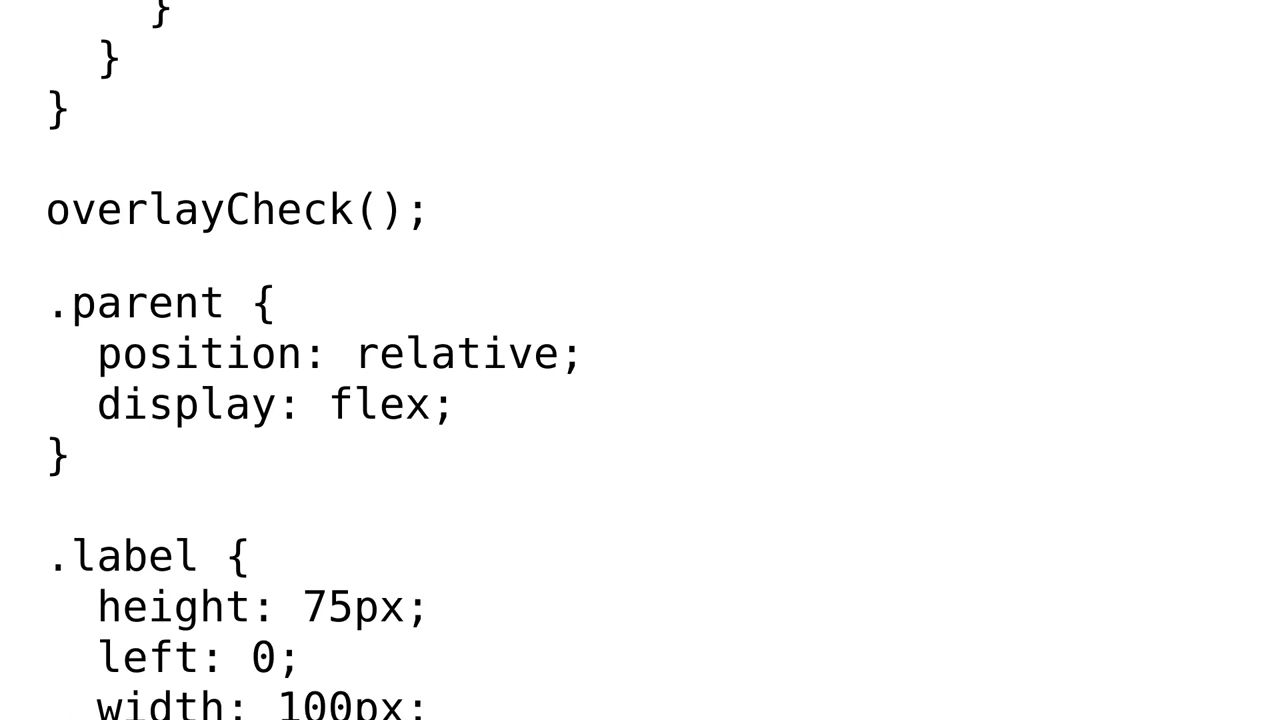 }
  }
}

overlayCheck();

.parent {
  position: relative;
  display: flex;
}

.label {
  height: 75px;
  left: 0;
  width: 100px;